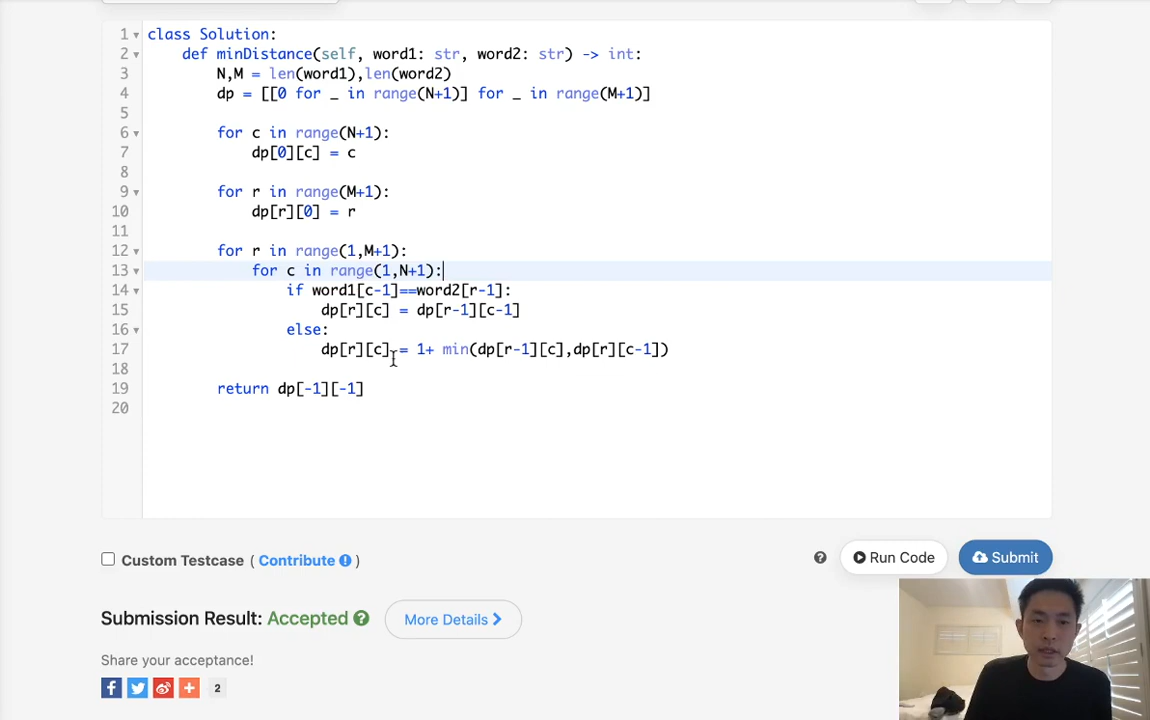 1 class Solution:
2 def minDistance(self, word1: str, word2: str) -> int:
3 N,M = len(word1),len(word2)
4 dp = [[0 for _ in range(N+1)] for _ in range(M+1)]
5
6 for c in range(N+1):
7 dp[0][c] = c
8
9 for r in range(M+1):
10 dp[r][0] = r
11
12 for r in range(1,M+1):
13 for c in range(1,N+1):
14 if word1[c-1]==word2[r-1]:
15 dp[r][c] = dp[r-1][c-1]
16 else:
17 dp[r][c] = 1+ min(dp[r-1][c],dp[r][c-1])
18
19 return dp[-1][-1]
20
Custom Testcase ( Contribute ! ) ? Run Code Submit
Submission Result: Accepted ? More Details
Share your acceptance!
2